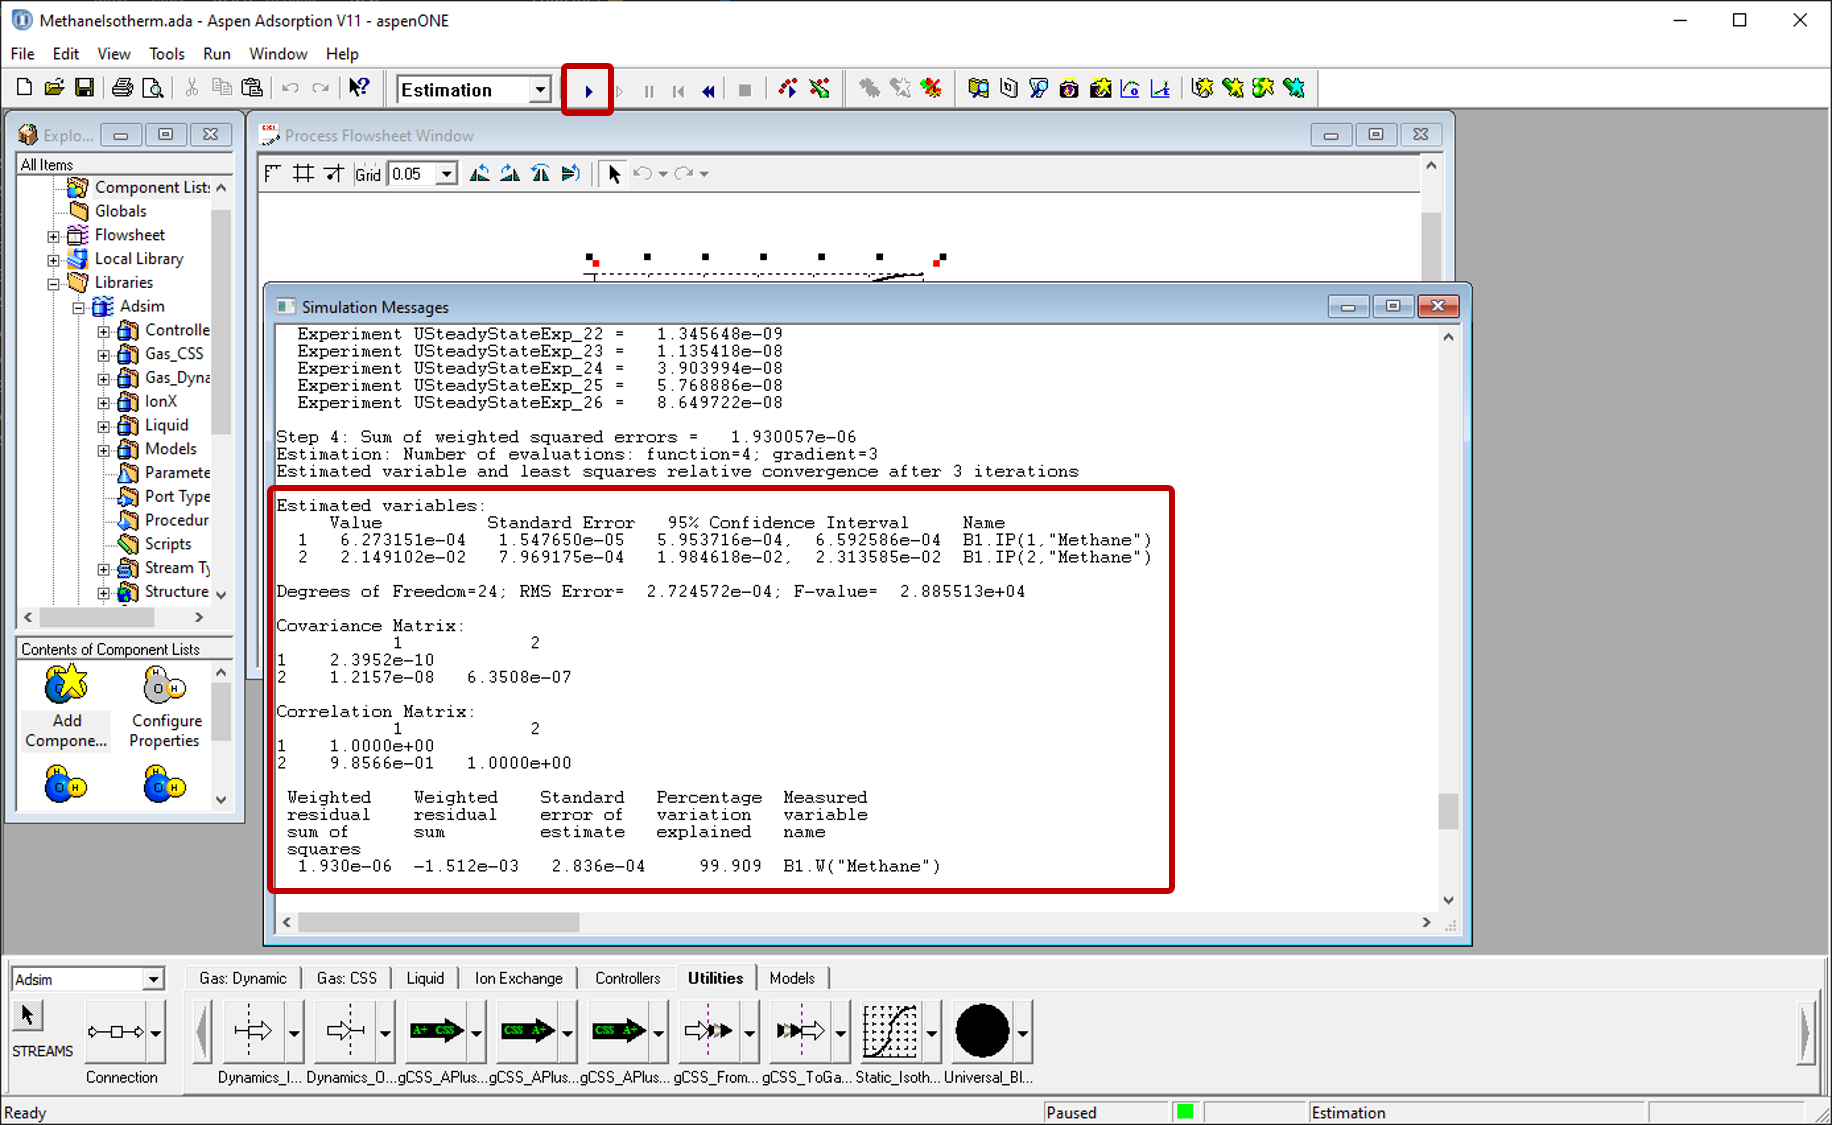 MethaneIsotherm.ada - Aspen Adsorption V11 - aspenONE
File Edit View Tools Run Window Help
Estimation
Explo...
All Items
Component Lists
Globals
Flowsheet
Local Library
Libraries
Adsim
Controlle
Gas_CSS
Gas_Dyna
IonX
Liquid
Models
Paramete
Port Type
Procedur
Scripts
Stream Ty
Structure
Contents of Component Lists
Add Compone...
Configure Properties
Process Flowsheet Window
Grid 0.05
Simulation Messages
Experiment USteadyStateExp_22 = 1.345648e-09
Experiment USteadyStateExp_23 = 1.135418e-08
Experiment USteadyStateExp_24 = 3.903994e-08
Experiment USteadyStateExp_25 = 5.768886e-08
Experiment USteadyStateExp_26 = 8.649722e-08
Step 4: Sum of weighted squared errors = 1.930057e-06
Estimation: Number of evaluations: function=4; gradient=3
Estimated variable and least squares relative convergence after 3 iterations
Estimated variables:
Value Standard Error 95% Confidence Interval Name
1 6.273151e-04 1.547650e-05 5.953716e-04, 6.592586e-04 B1.IP(1,"Methane")
2 2.149102e-02 7.969175e-04 1.984618e-02, 2.313585e-02 B1.IP(2,"Methane")
Degrees of Freedom=24; RMS Error= 2.724572e-04; F-value= 2.885513e+04
Covariance Matrix:
1 2
1 2.3952e-10
2 1.2157e-08 6.3508e-07
Correlation Matrix:
1 2
1 1.0000e+00
2 9.8566e-01 1.0000e+00
Weighted Weighted Standard Percentage Measured
residual residual error of variation variable
sum of sum estimate explained name
squares
1.930e-06 -1.512e-03 2.836e-04 99.909 B1.W("Methane")
Adsim
Gas: Dynamic Gas: CSS Liquid Ion Exchange Controllers Utilities Models
STREAMS
A+ CSS CSS A+ CSS A+
Connection Dynamics_I... Dynamics_O... gCSS_APlus... gCSS_APlus... gCSS_APlus... gCSS_From... gCSS_ToGa... Static_Isoth... Universal_Bl...
Ready Paused Estimation